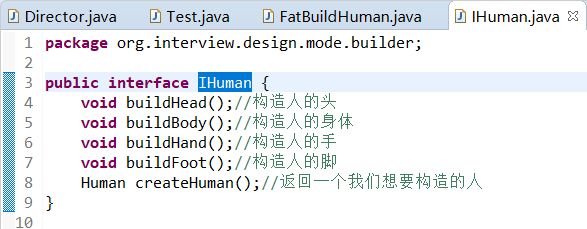 Director.java Test.java FatBuildHuman.java IHuman.java
1 package org.interview.design.mode.builder;
2
3 public interface IHuman {
4 void buildHead();//构造人的头
5 void buildBody();//构造人的身体
6 void buildHand();//构造人的手
7 void buildFoot();//构造人的脚
8 Human createHuman();//返回一个我们想要构造的人
9 }
10